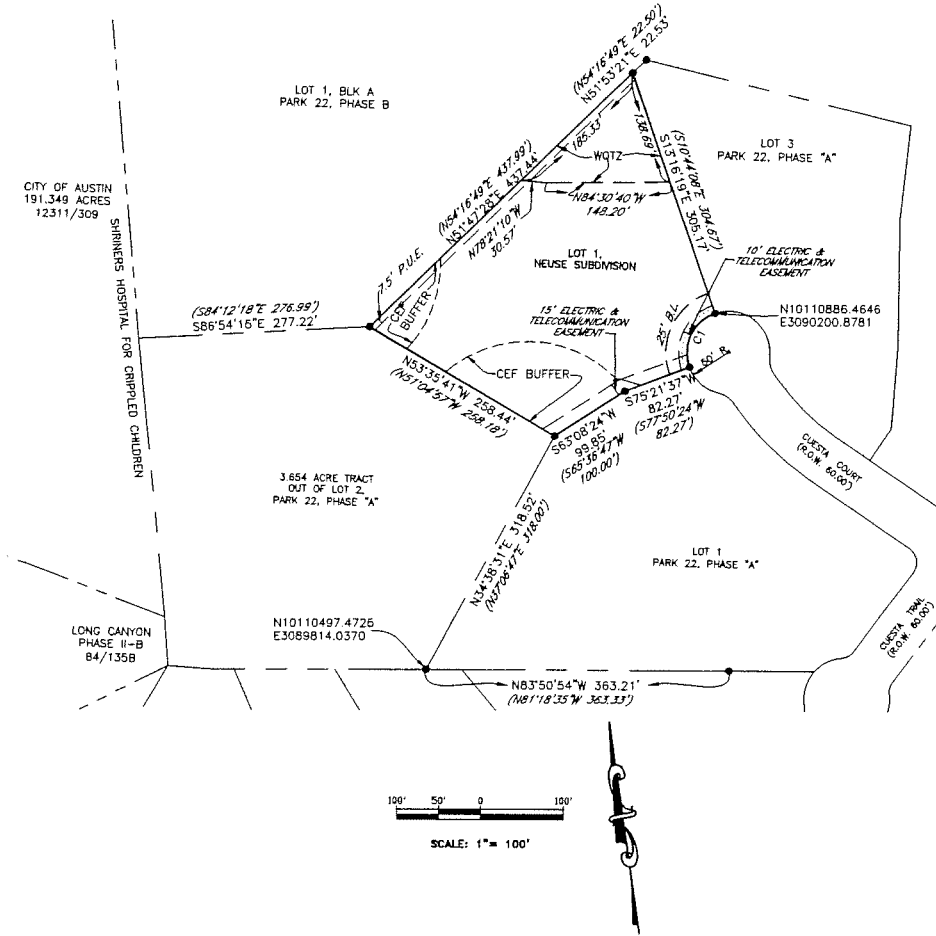 (N54°16'49"E 22.50')
N51°53'21"E 22.53'
LOT 1, BLK A
PARK 22, PHASE B
LOT 3
PARK 22, PHASE "A"
CITY OF AUSTIN
191.349 ACRES
12311/309
SHRINERS HOSPITAL FOR CRIPPLED CHILDREN
(N54°16'49"E 437.99')
N51°47'28"E 437.44'
185.33'
WQTZ
138.69'
(S10°44'08"E 304.67')
S13°16'19"E 305.17'
N84°30'40"W
148.20'
N78°21'10"W
30.57'
7.5' P.U.E.
CEF
BUFFER
LOT 1,
NEUSE SUBDIVISION
10' ELECTRIC &
TELECOMMUNICATION
EASEMENT
15' ELECTRIC &
TELECOMMUNICATION
EASEMENT
25' B.L.
C1
50' R
N10110886.4646
E3090200.8781
(S84°12'18"E 276.99')
S86°54'16"E 277.22'
CEF BUFFER
N53°35'41"W 258.44'
(N51°04'57"W 258.18')
S75°21'37"W
82.27'
(S77°50'24"W
82.27')
S63°08'24"W
99.85'
(S65°36'47"W
100.00')
CUESTA COURT
(R.O.W. 60.00')
3.654 ACRE TRACT
OUT OF LOT 2,
PARK 22, PHASE "A"
N34°38'31"E 318.52'
(N37°06'47"E 318.00')
LOT 1
PARK 22, PHASE "A"
CUESTA TRAIL
(R.O.W. 60.00')
N10110497.4725
E3089814.0370
LONG CANYON
PHASE II-B
84/135B
N83°50'54"W 363.21'
(N81°18'35"W 363.33')
100' 50' 0 100'
SCALE: 1"= 100'